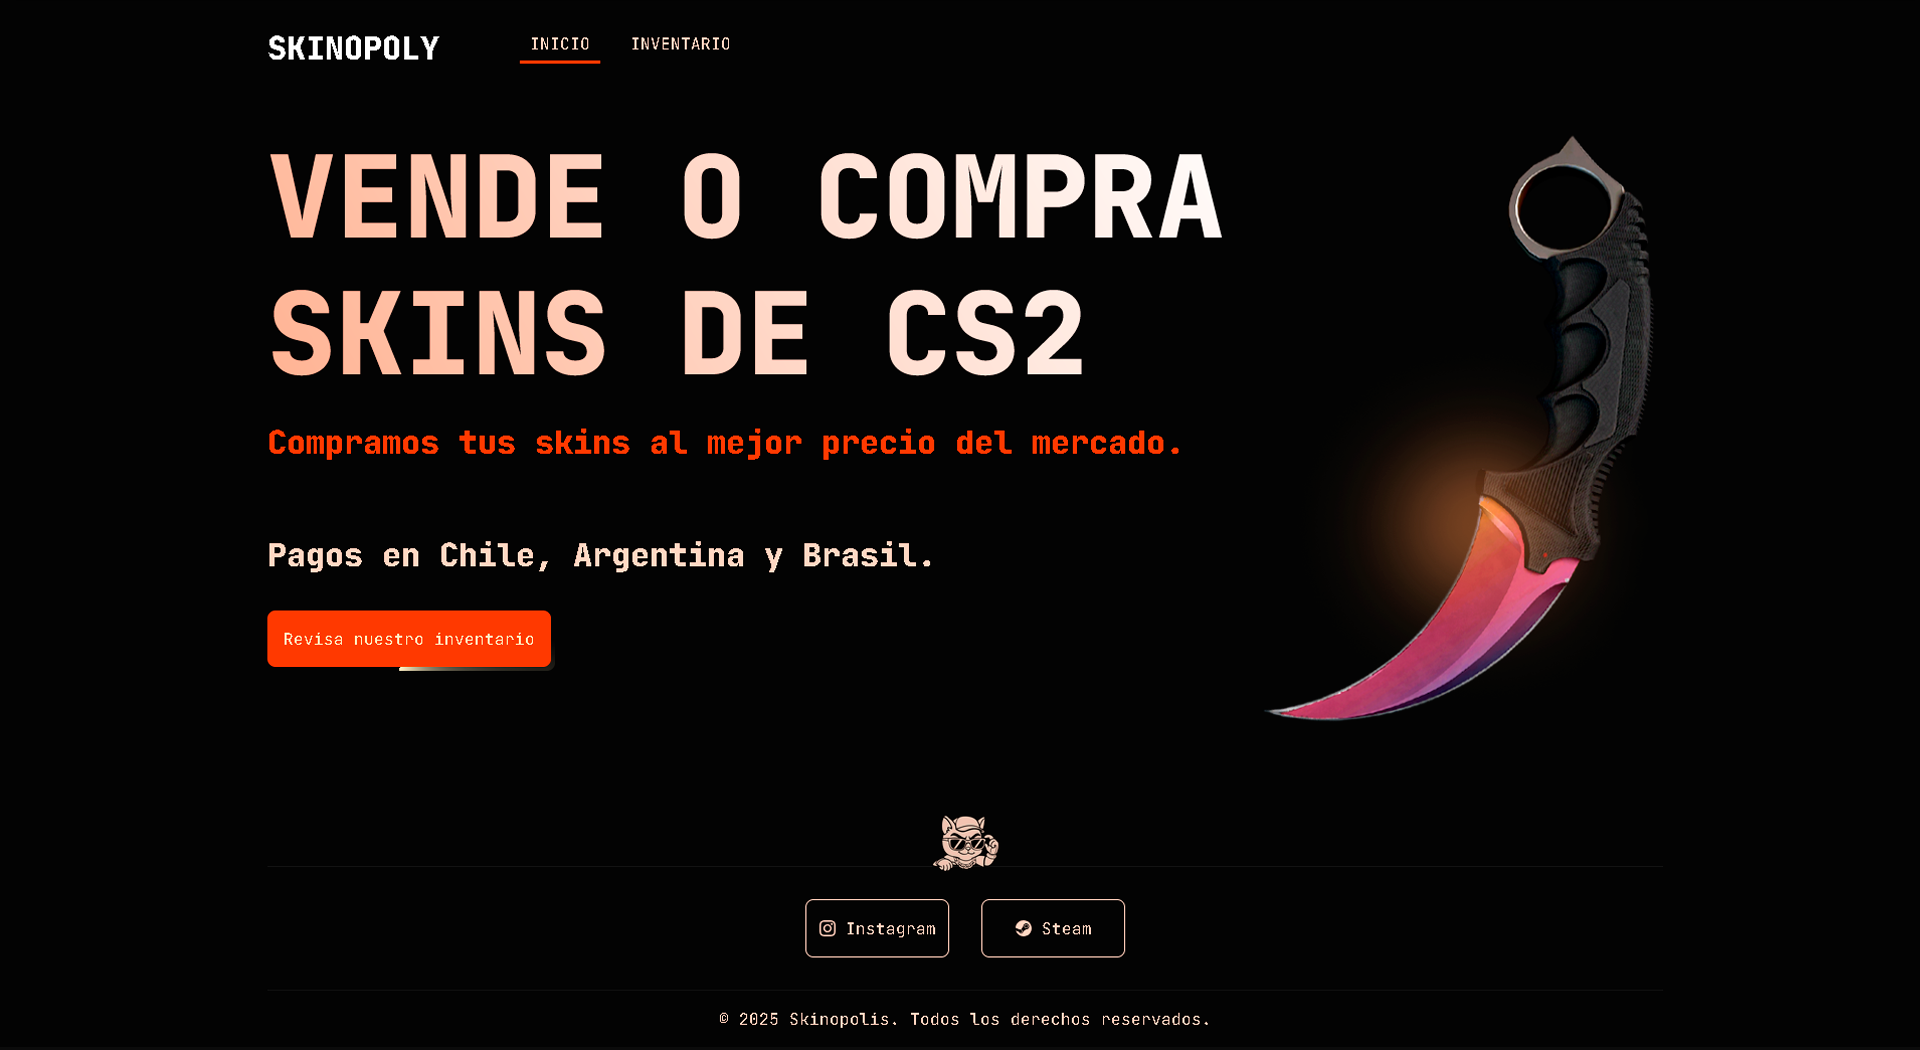 SKINOPOLY
INICIO
INVENTARIO
VENDE O COMPRA
SKINS DE CS2
Compramos tus skins al mejor precio del mercado.
Pagos en Chile, Argentina y Brasil.
Revisa nuestro inventario
Instagram
Steam
© 2025 Skinopolis. Todos los derechos reservados.